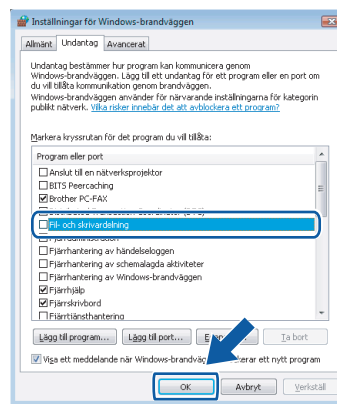 Inställningar för Windows-brandväggen
Allmänt Undantag Avancerat
Undantag bestämmer hur program kan kommunicera genom
Windows-brandväggen. Lägg till ett undantag för ett program eller en port om
du vill tillåta kommunikation genom brandväggen.
Windows-brandväggen använder för närvarande inställningarna för kategorin
publikt nätverk. Vilka risker innebär det att avblockera ett program?
Markera kryssrutan för det program du vill tillåta:
Program eller port
Anslut till en nätverksprojektor
BITS Peercaching
Brother PC-FAX
Fil- och skrivardelning
Fjärradministration
Fjärrhantering av händelseloggen
Fjärrhantering av schemalagda aktiviteter
Fjärrhantering av Windows-brandväggen
Fjärrhjälp
Fjärrskrivbord
Fjärrtjänsthantering
Lägg till program... Lägg till port... Ta bort
Visa ett meddelande när Windows-brandväg ett nytt program
OK Avbryt Verkställ